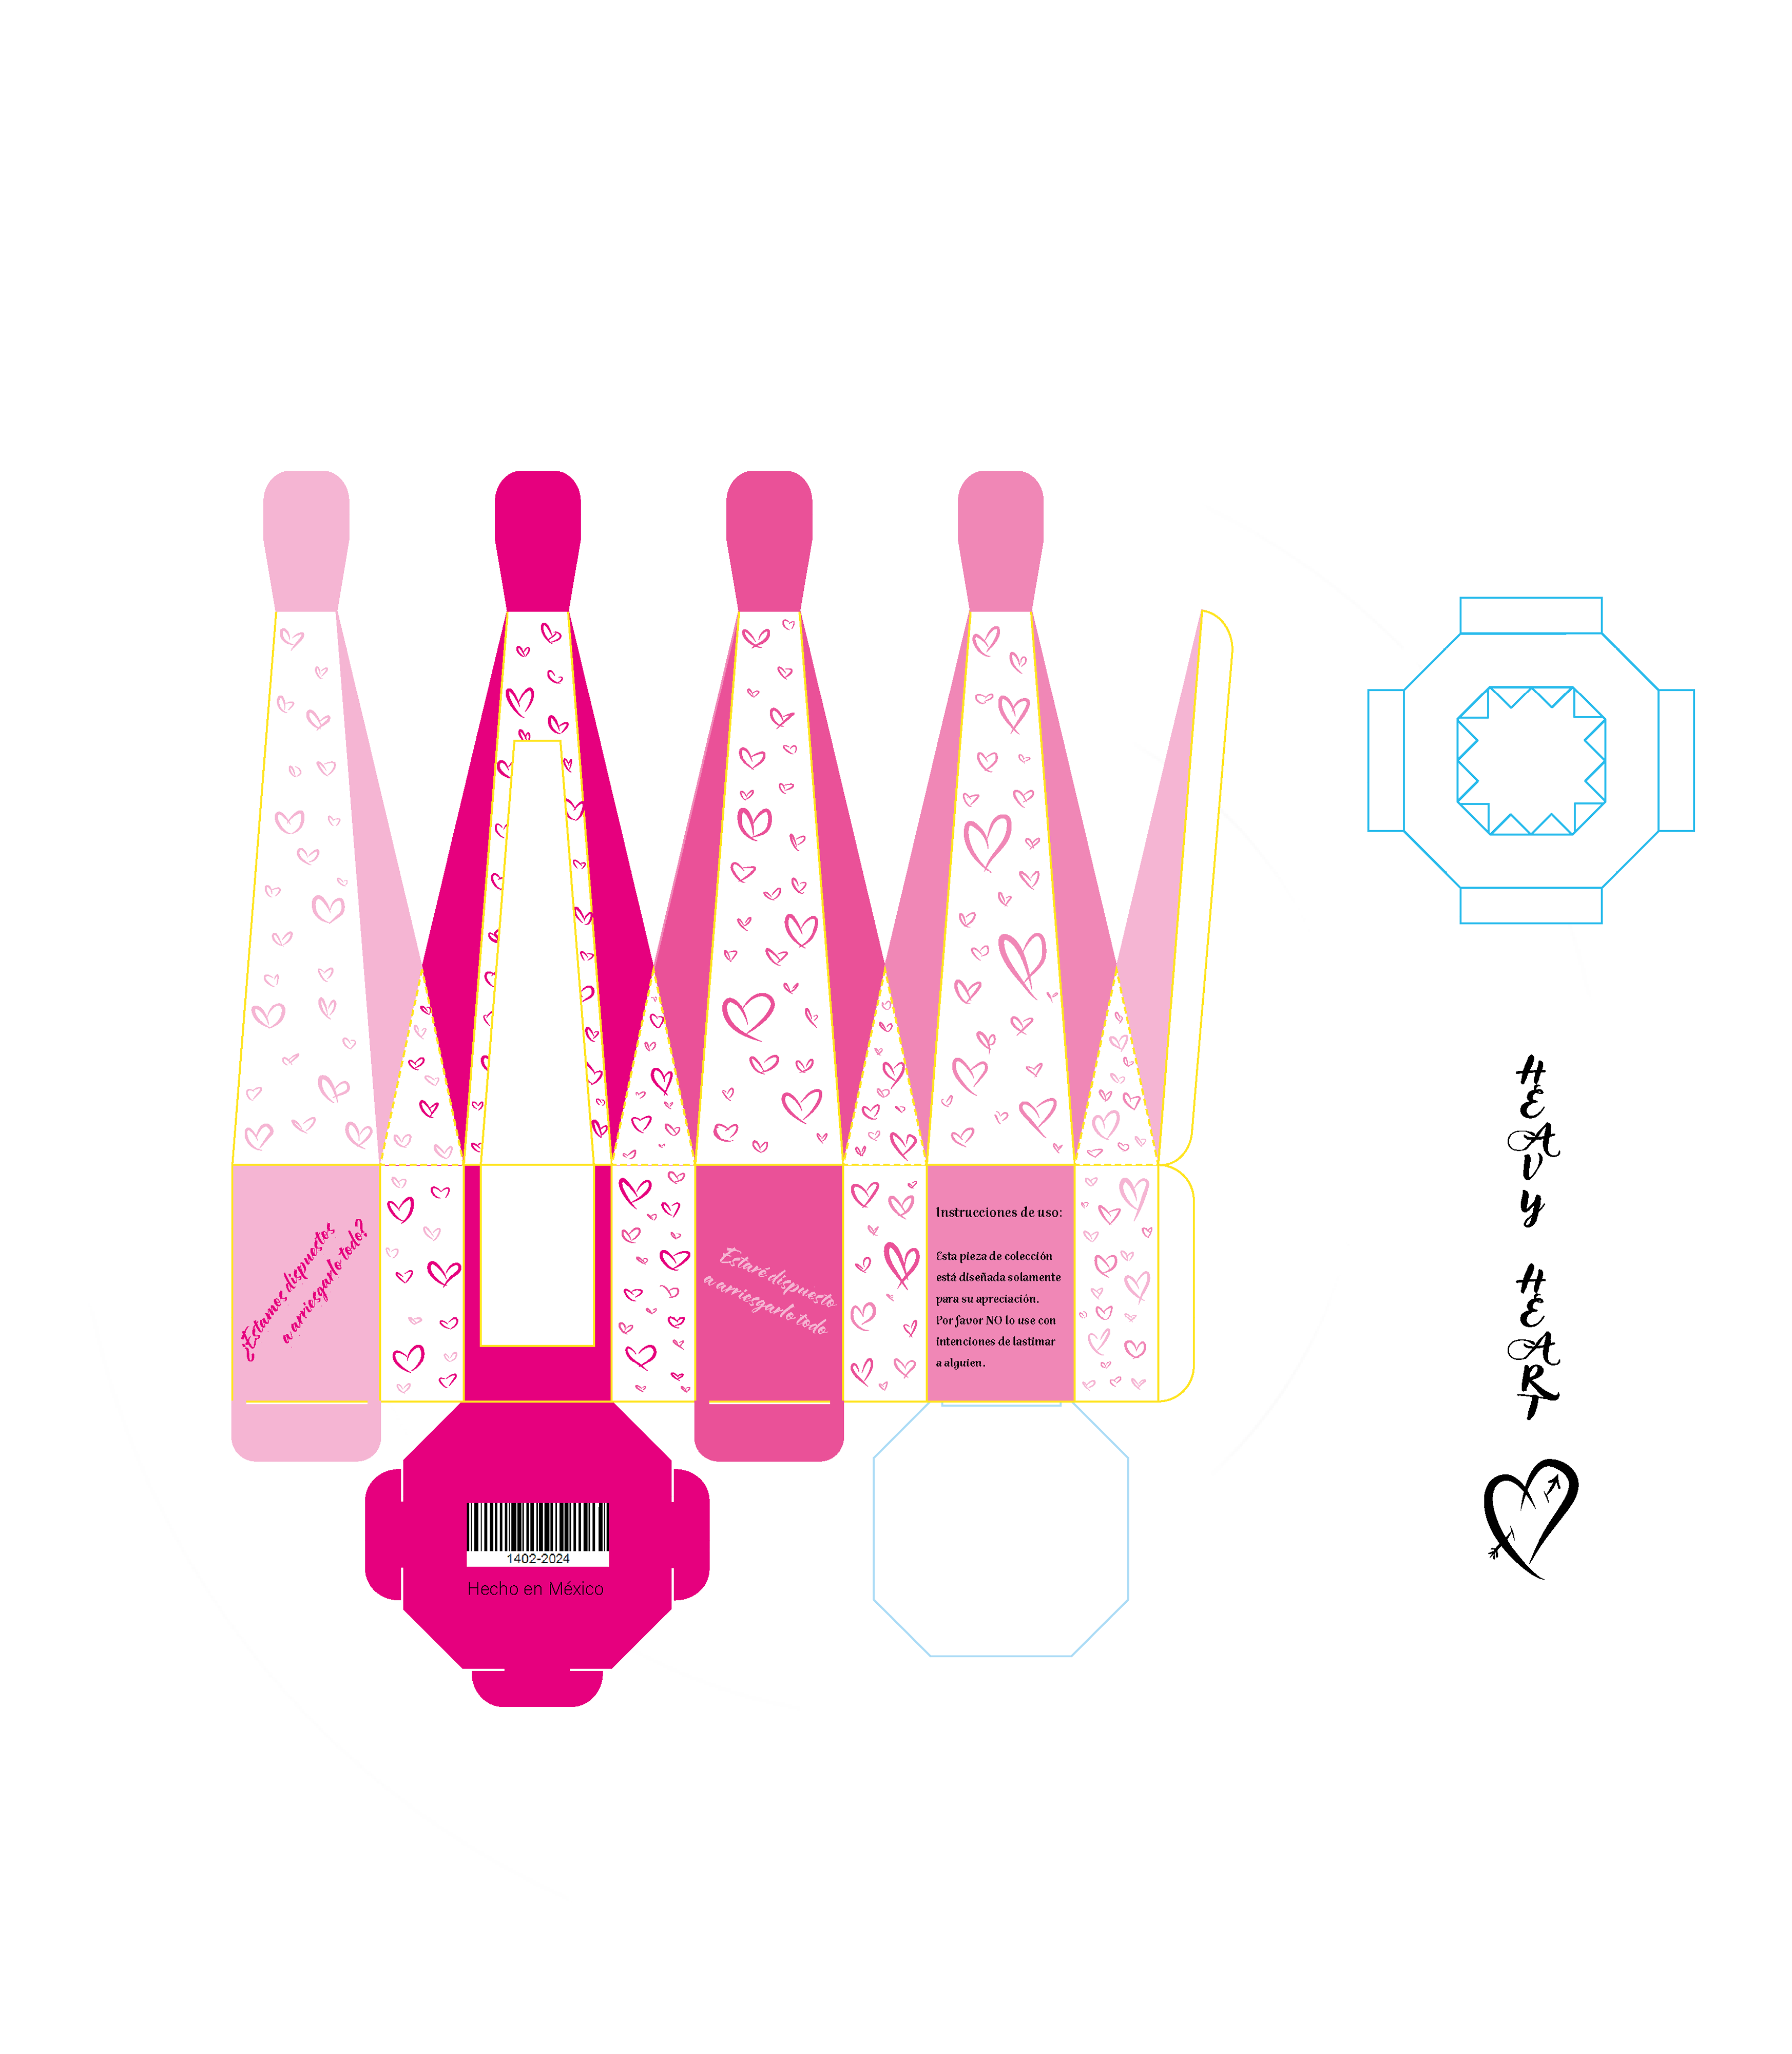 ¿Estamos dispuestos
a arriesgarlo todo?
Estaré dispuesto
a arriesgarlo todo
Instrucciones de uso:
Esta pieza de colección
está diseñada solamente
para su apreciación.
Por favor NO lo use con
intenciones de lastimar
a alguien.
1402-2024
Hecho en México
HEAVY
HEART